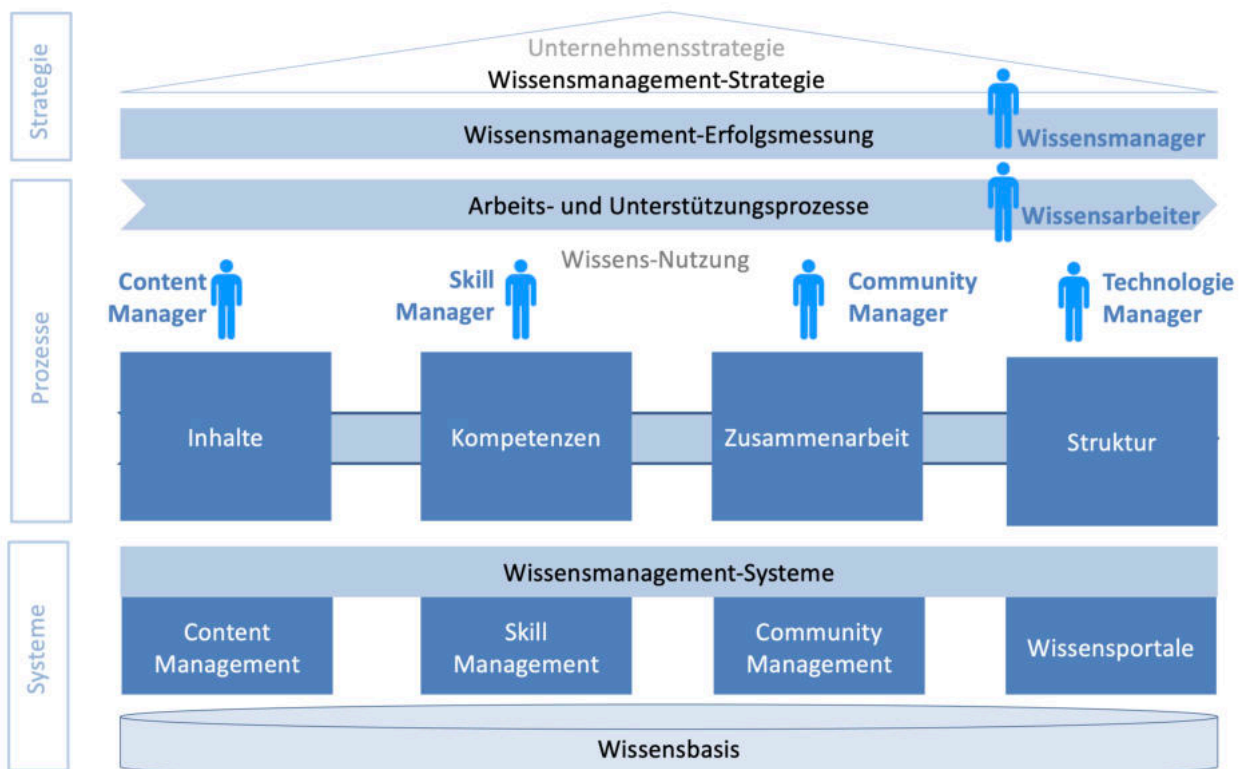 Strategie
Unternehmensstrategie
Wissensmanagement-Strategie
Wissensmanagement-Erfolgsmessung
Wissensmanager
Prozesse
Arbeits- und Unterstützungsprozesse
Wissensarbeiter
Wissens-Nutzung
Content
Manager
Skill
Manager
Community
Manager
Technologie
Manager
Inhalte
Kompetenzen
Zusammenarbeit
Struktur
Systeme
Wissensmanagement-Systeme
Content
Management
Skill
Management
Community
Management
Wissensportale
Wissensbasis